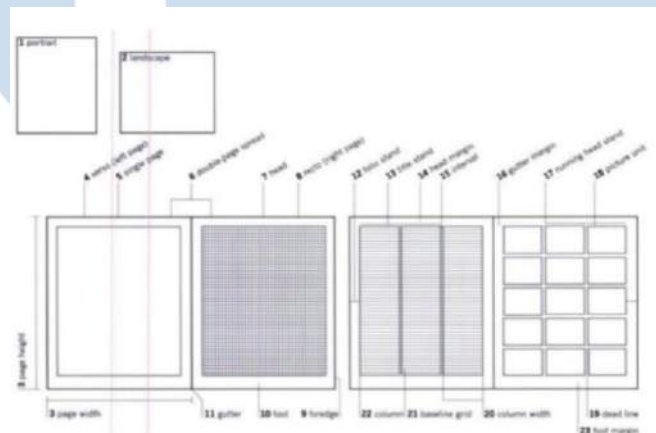 1 portrait
2 landscape
4 verso (left page)
5 single page
6 double page spread
7 head
8 recto (right page)
12 folio stand
13 title stand
14 head margin
15 interval
16 gutter margin
17 running head stand
18 picture unit
3 page height
3 page width
11 gutter
10 foot
9 foredge
22 column
21 baseline grid
20 column width
19 dead line
23 foot margin